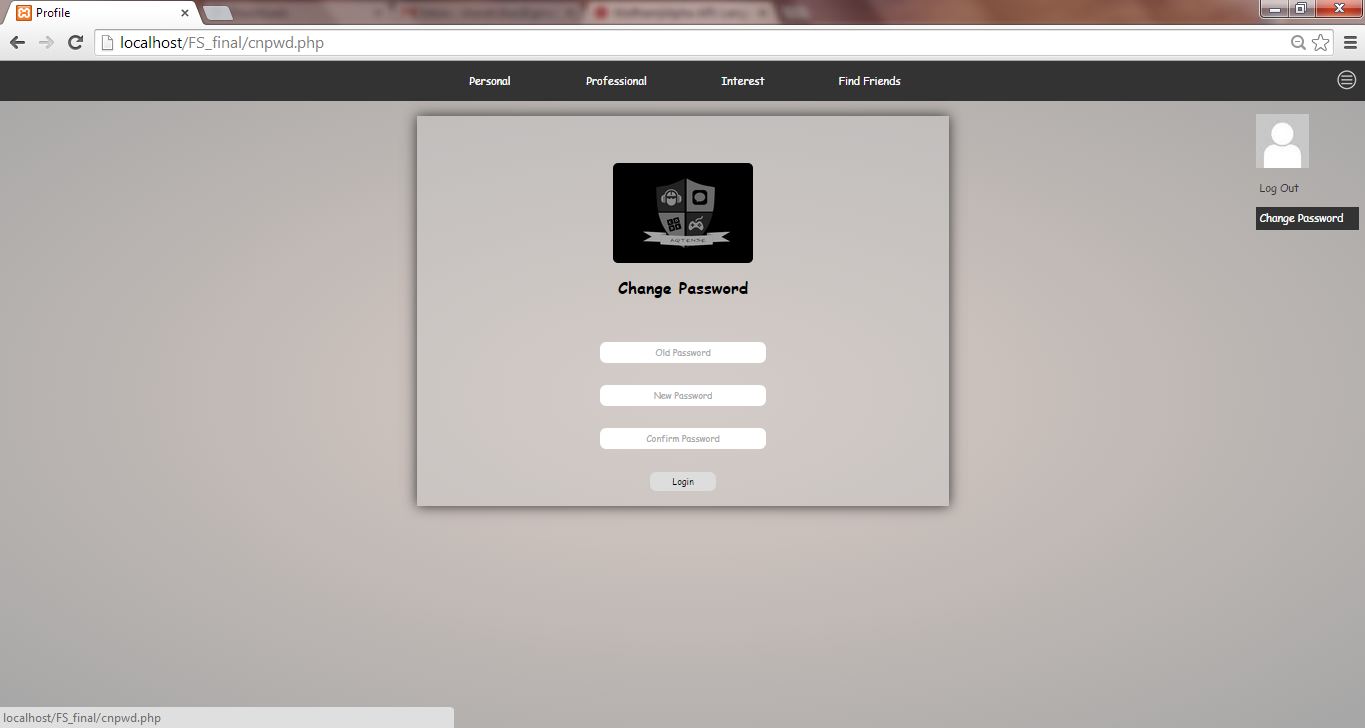 Profile
localhost/FS_final/cnpwd.php
Personal Professional Interest Find Friends
Log Out
Change Password
AQTENSE
Change Password
Old Password
New Password
Confirm Password
Login
localhost/FS_final/cnpwd.php